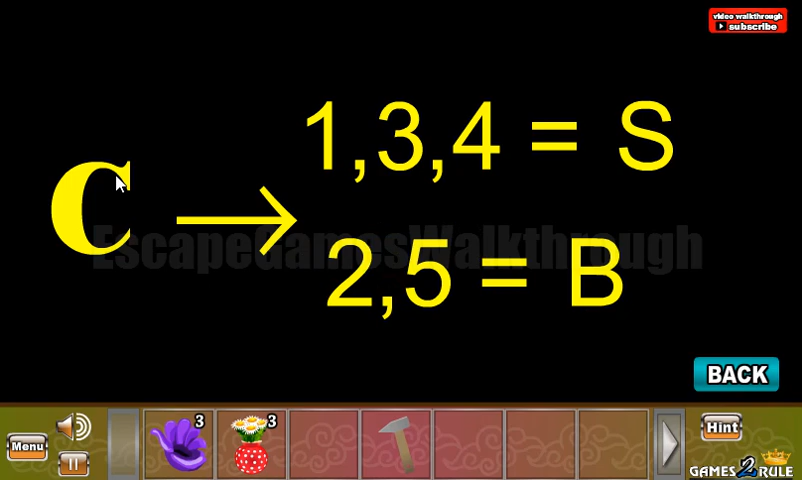 video walkthrough
subscribe
1,3,4 = S
C →
2,5 = B
EscapeGamesWalkthrough
BACK
3
3
Menu
Hint
GAMES2RULE